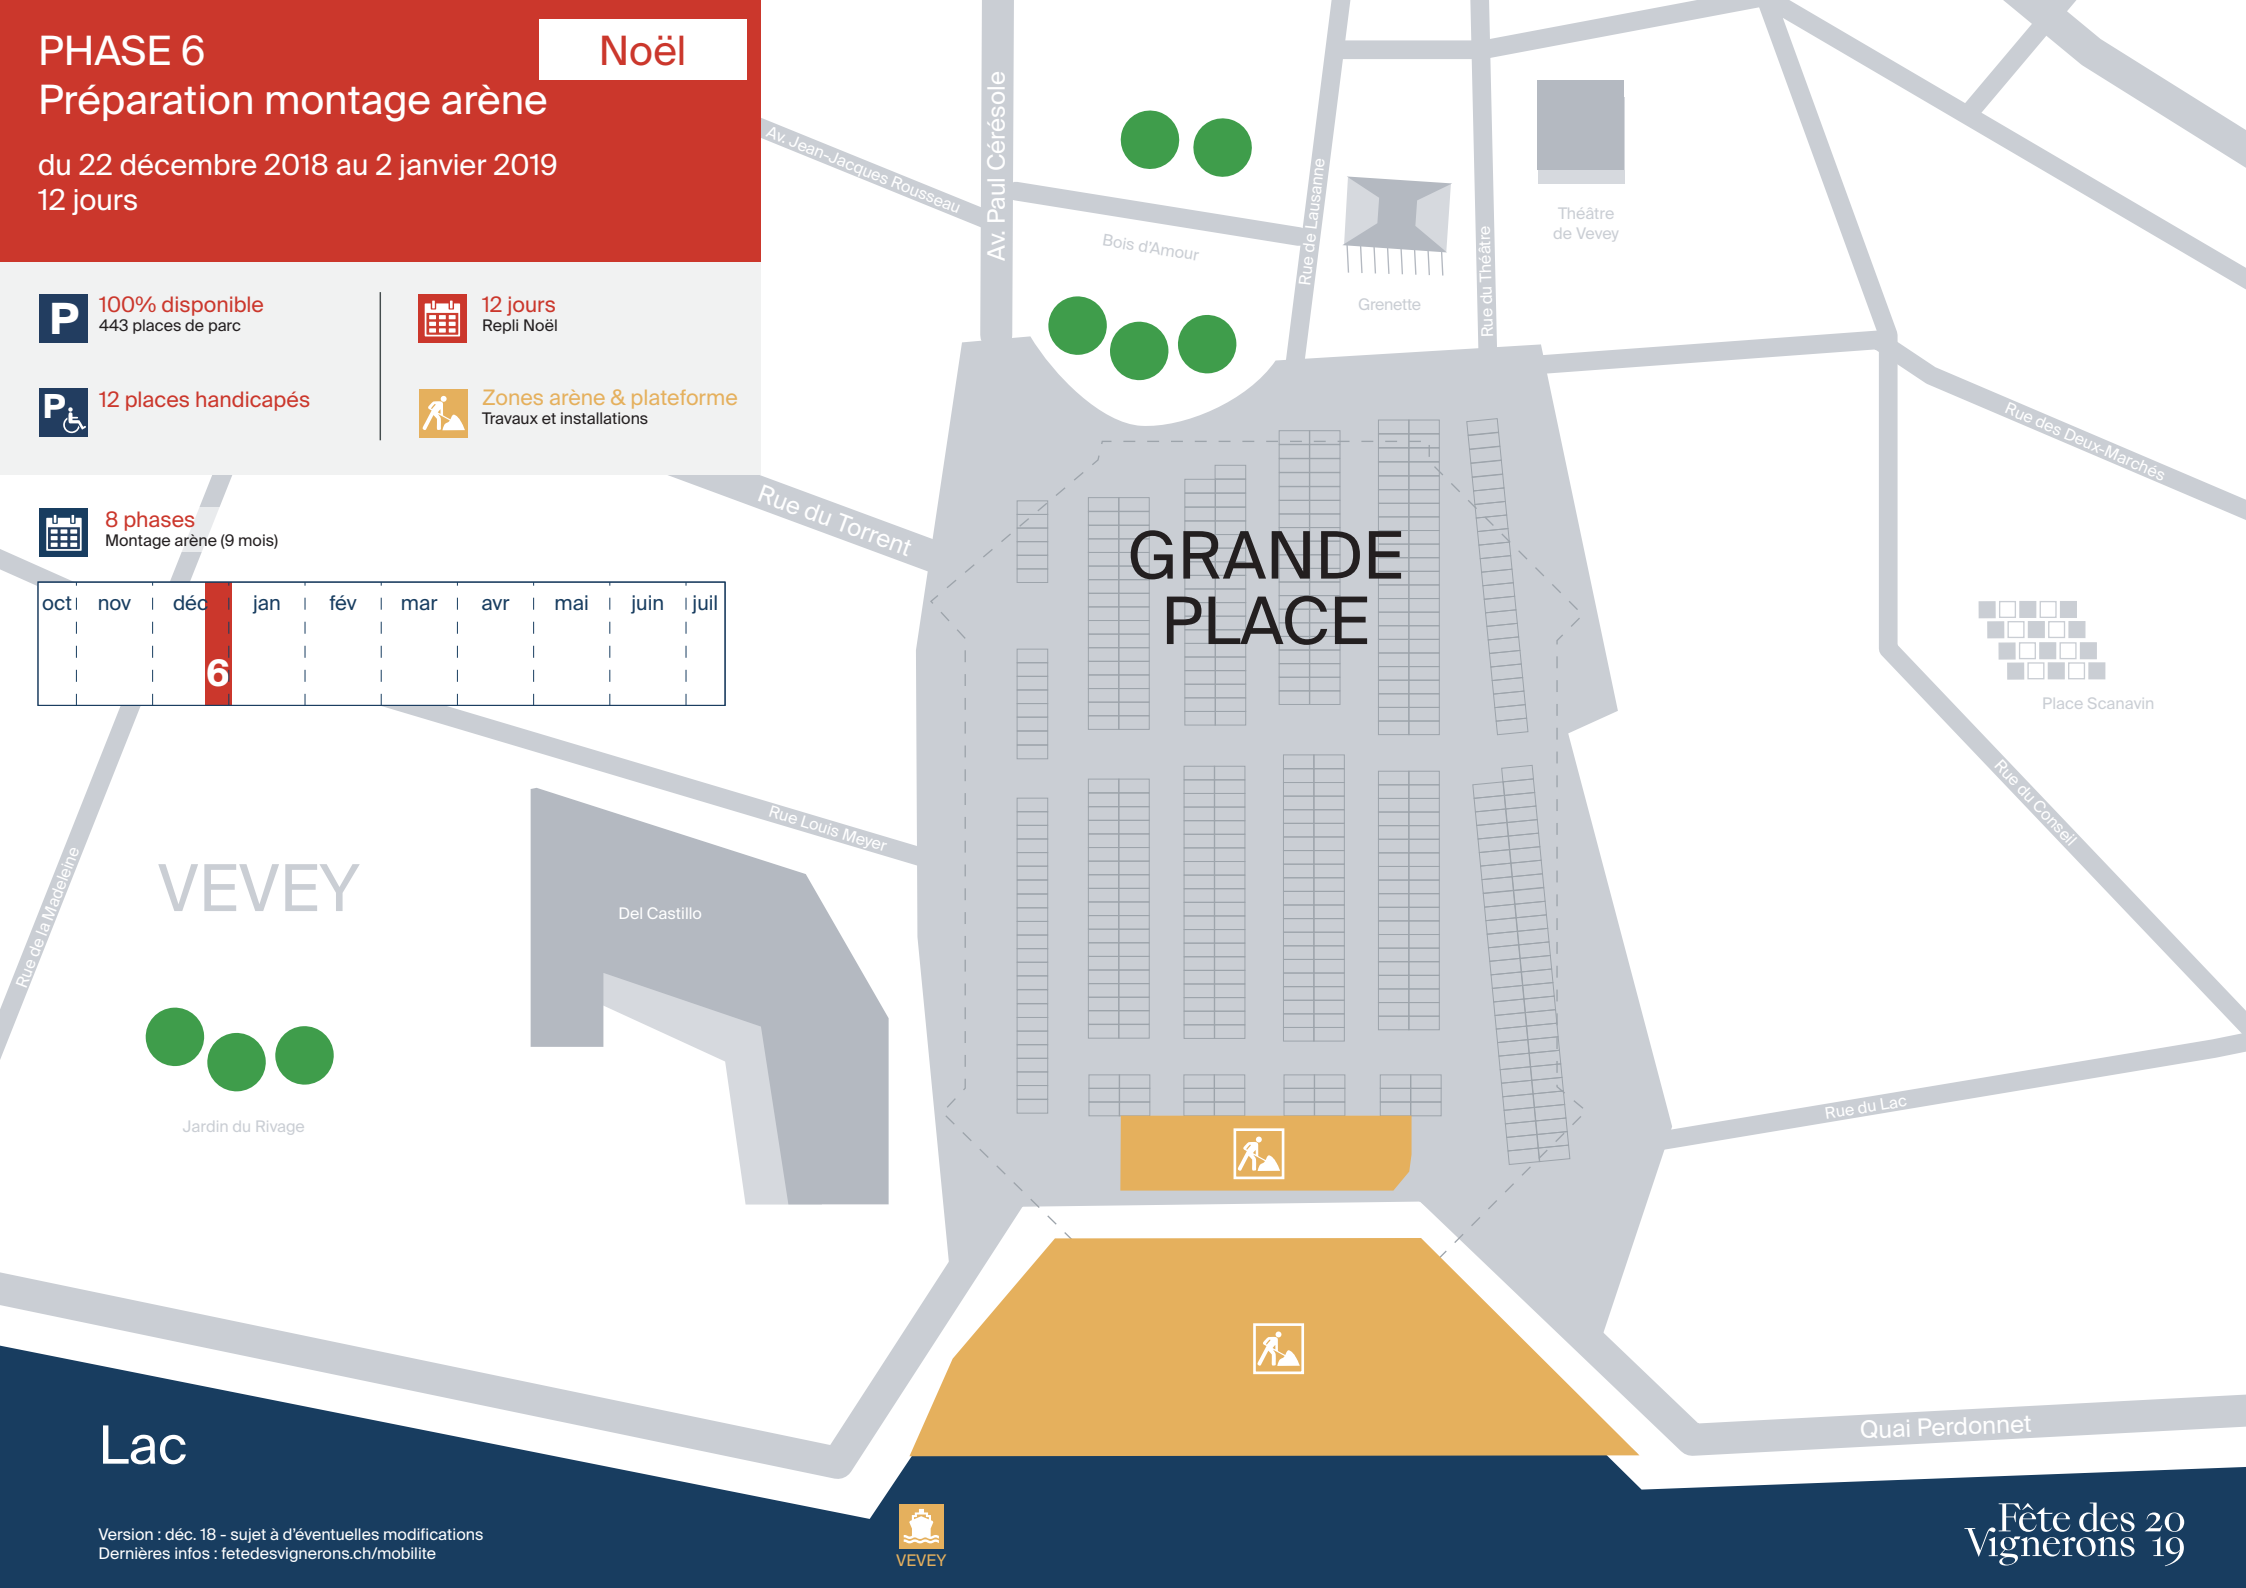 PHASE 6
Noël
Préparation montage arène
du 22 décembre 2018 au 2 janvier 2019
12 jours
P
100% disponible
443 places de parc
12 jours
Repli Noël
P
12 places handicapés
Zones arène & plateforme
Travaux et installations
8 phases
Montage arène (9 mois)
oct nov déc jan fév mar avr mai juin juil
6
Av. Jean-Jacques Rousseau
Av. Paul Cérésole
Bois d'Amour
Rue de Lausanne
Grenette
Rue du Théâtre
Théâtre
de Vevey
Rue des Deux-Marchés
Rue du Torrent
GRANDE
PLACE
Place Scanavin
Rue du Conseil
Rue Louis Meyer
VEVEY
Del Castillo
Rue de la Madeleine
Jardin du Rivage
Rue du Lac
Quai Perdonnet
Lac
Version : déc. 18 - sujet à d'éventuelles modifications
Dernières infos : fetedesvignerons.ch/mobilite
VEVEY
Fête des 20
Vignerons 19